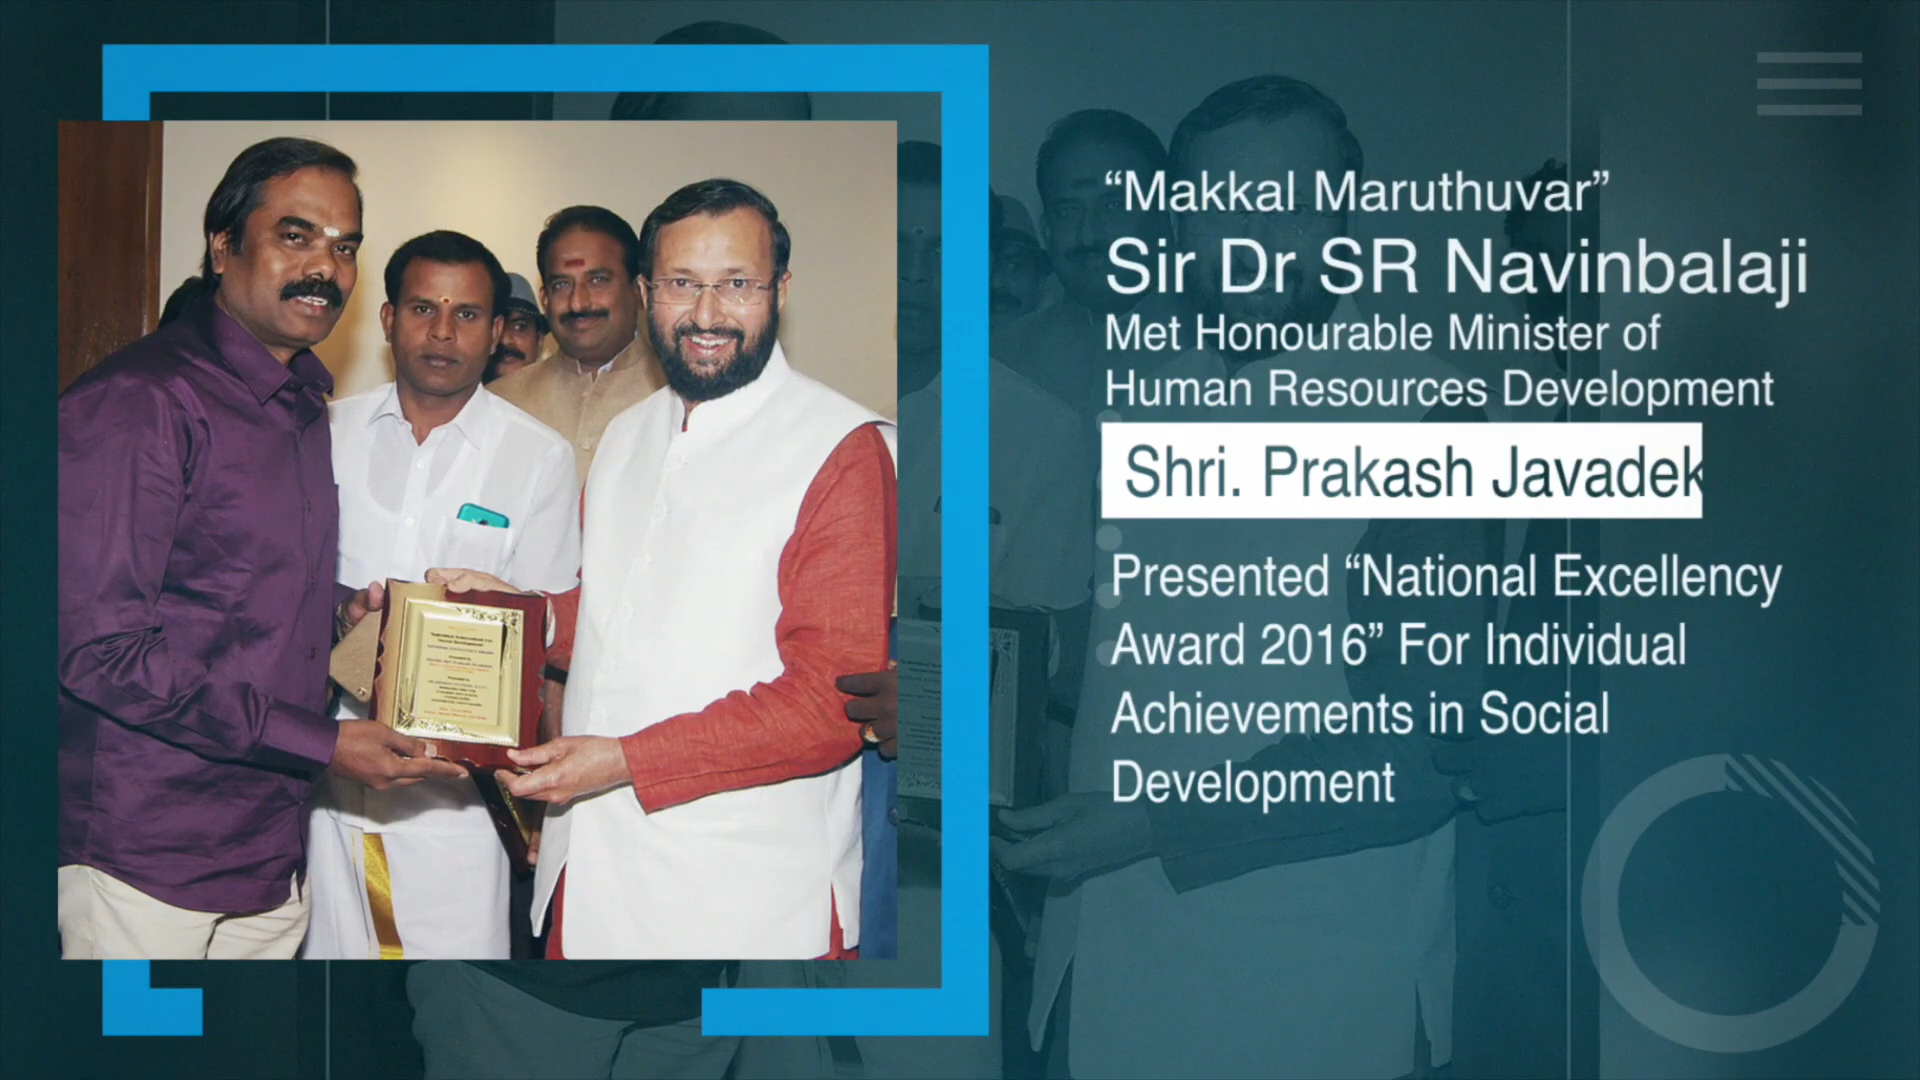 “Makkal Maruthuvar”
Sir Dr SR Navinbalaji
Met Honourable Minister of
Human Resources Development
Shri. Prakash Javadek
Presented “National Excellency
Award 2016” For Individual
Achievements in Social
Development